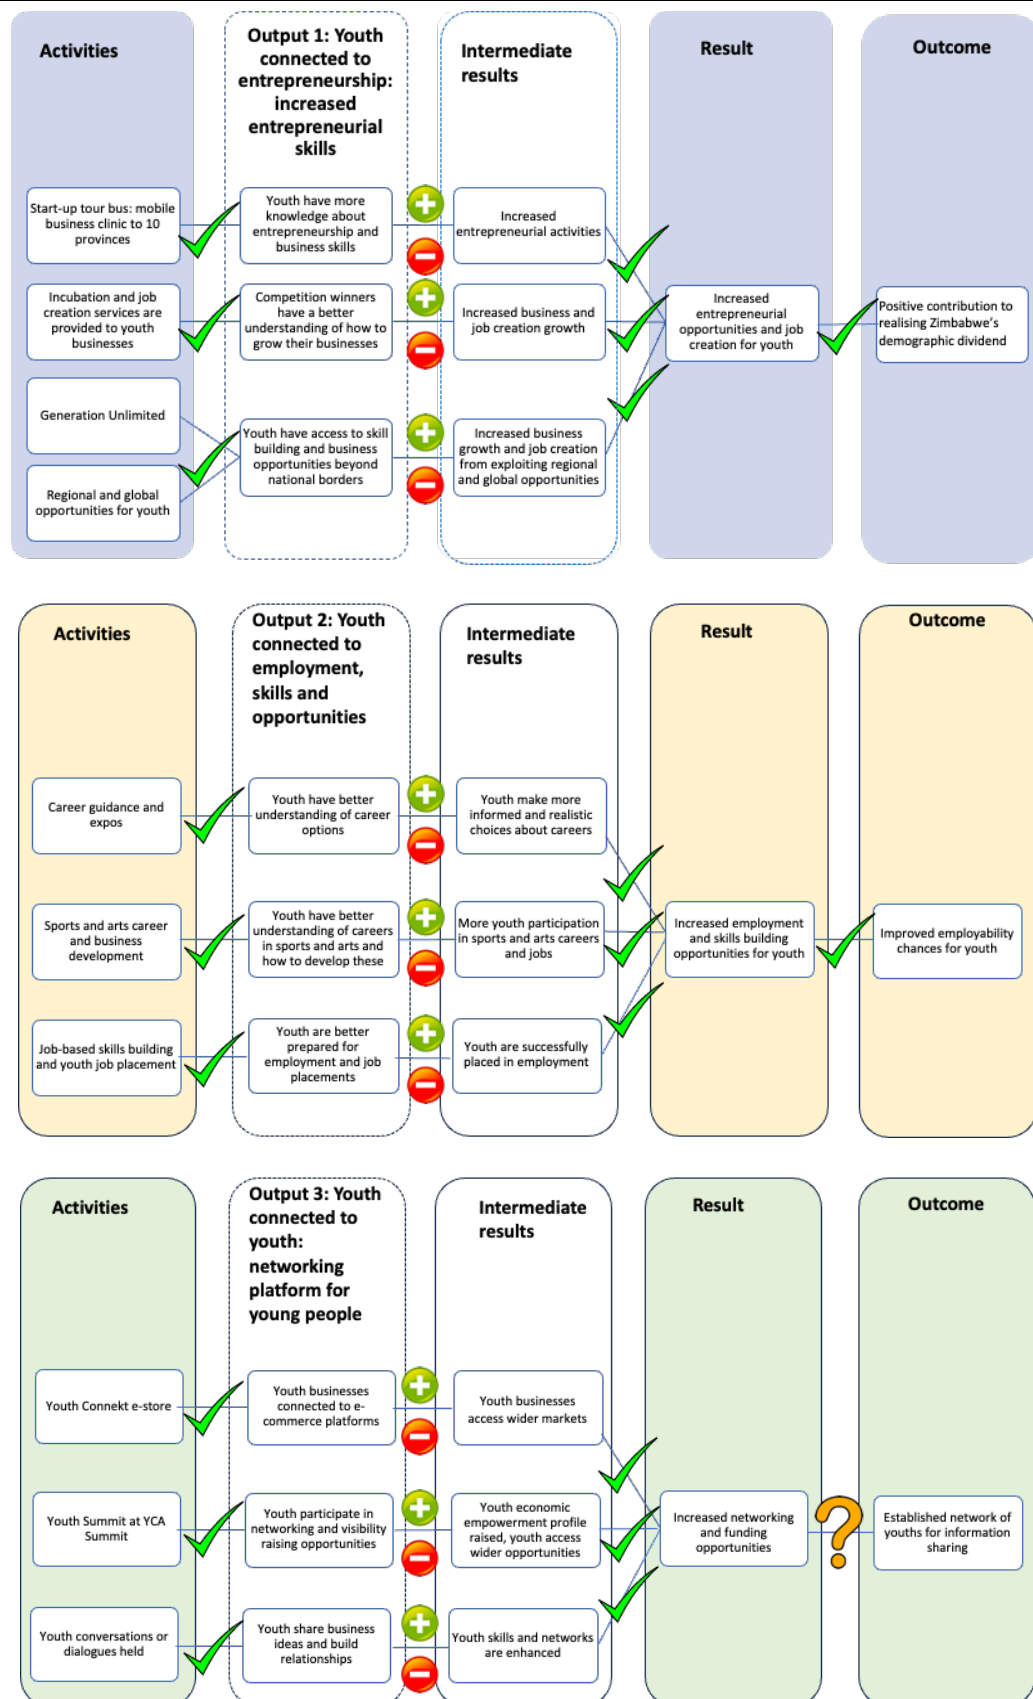 Activities
Output 1: Youth
connected to
entrepreneurship:
increased
entrepreneurial
skills
Intermediate
results
Result
Outcome
Start-up tour bus: mobile
business clinic to 10
provinces
Youth have more
knowledge about
entrepreneurship and
business skills
Increased
entrepreneurial activities
Incubation and job
creation services are
provided to youth
businesses
Competition winners
have a better
understanding of how to
grow their businesses
Increased business and
job creation growth
Increased
entrepreneurial
opportunities and job
creation for youth
Positive contribution to
realising Zimbabwe's
demographic dividend
Generation Unlimited
Regional and global
opportunities for youth
Youth have access to skill
building and business
opportunities beyond
national borders
Increased business
growth and job creation
from exploiting regional
and global opportunities
Activities
Output 2: Youth
connected to
employment,
skills and
opportunities
Intermediate
results
Result
Outcome
Career guidance and
expos
Youth have better
understanding of career
options
Youth make more
informed and realistic
choices about careers
Sports and arts career
and business
development
Youth have better
understanding of careers
in sports and arts and
how to develop these
More youth participation
in sports and arts careers
and jobs
Increased employment
and skills building
opportunities for youth
Improved employability
chances for youth
Job-based skills building
and youth job placement
Youth are better
prepared for
employment and job
placements
Youth are successfully
placed in employment
Activities
Output 3: Youth
connected to
youth:
networking
platform for
young people
Intermediate
results
Result
Outcome
Youth Connekt e-store
Youth businesses
connected to e-
commerce platforms
Youth businesses
access wider markets
Youth Summit at YCA
Summit
Youth participate in
networking and visibility
raising opportunities
Youth economic
empowerment profile
raised, youth access
wider opportunities
Increased networking
and funding
opportunities
?
Established network of
youths for information
sharing
Youth conversations or
dialogues held
Youth share business
ideas and build
relationships
Youth skills and networks
are enhanced